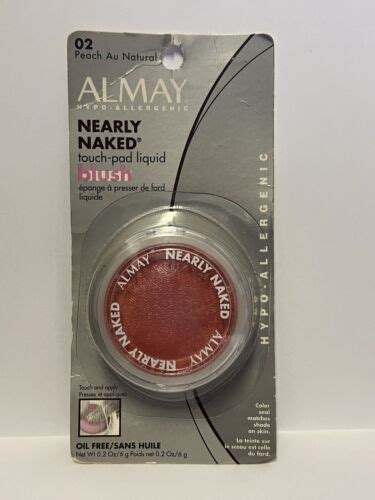 02
Peach Au Natural
ALMAY
HYPO-ALLERGENIC
NEARLY
NAKED®
touch-pad liquid
blush
éponge à presser de fard
liquide
HYPO-ALLERGENIC
ALMAY NEARLY NAKED
ALMAY NEARLY NAKED
Touch and apply
Pressez et appliquez
Color
seal
matches
shade
on skin.
La teinte sur
le sceau est celle
du fard.
OIL FREE/SANS HUILE
Net Wt 0.2 Oz/6 g Poids net 0.2 Oz/6 g